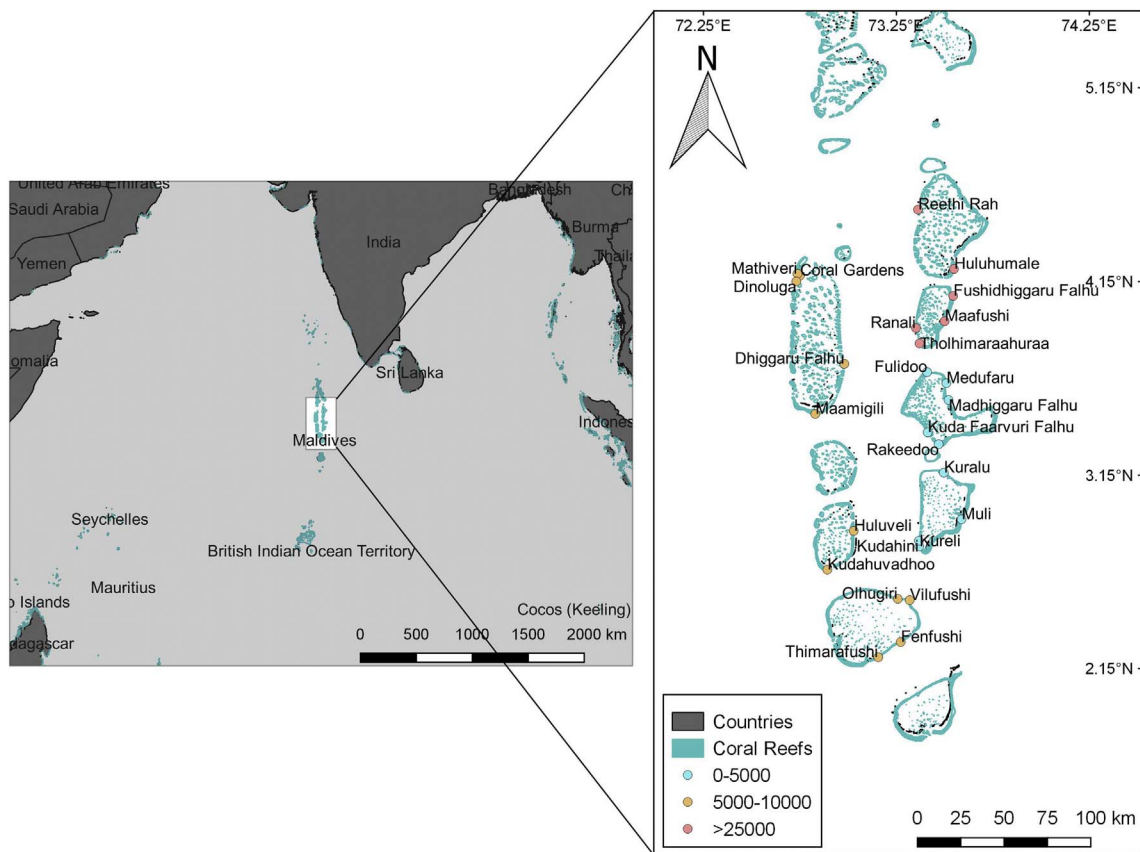 United Arab Emirates
Saudi Arabia
Yemen
omalia
India
Bangladesh
Ch
Burma
Thaila
Sri Lanka
Indones
Maldives
Seychelles
British Indian Ocean Territory
Mauritius
o Islands
dagascar
Cocos (Keeling)
0 500 1000 1500 2000 km
72.25°E 73.25°E 74.25°E
N
5.15°N
Reethi Rah
Mathiveri Coral Gardens
Huluhumale
4.15°N
Dinoluga
Fushidhiggaru Falhu
Ranali
Maafushi
Tholhimaraahuraa
Dhiggaru Falhu
Fulidoo
Medufaru
Madhiggaru Falhu
Maamigili
Kuda Faarvuri Falhu
Rakeedoo
Kuralu
3.15°N
Huluveli
Muli
Kudahini
Kureli
Kudahuvadhoo
Olhugiri
Vilufushi
Fenfushi
Thimarafushi
2.15°N
Countries
Coral Reefs
0-5000
5000-10000
>25000
0 25 50 75 100 km